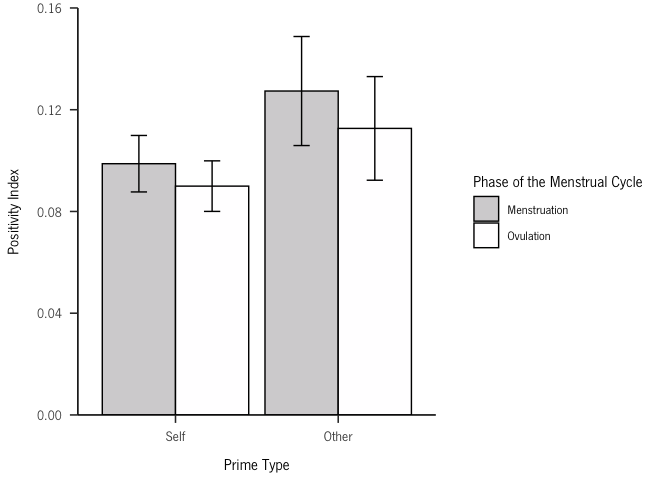 0.16
0.12
0.08
0.04
0.00
Positivity Index
Self
Other
Prime Type
Phase of the Menstrual Cycle
Menstruation
Ovulation